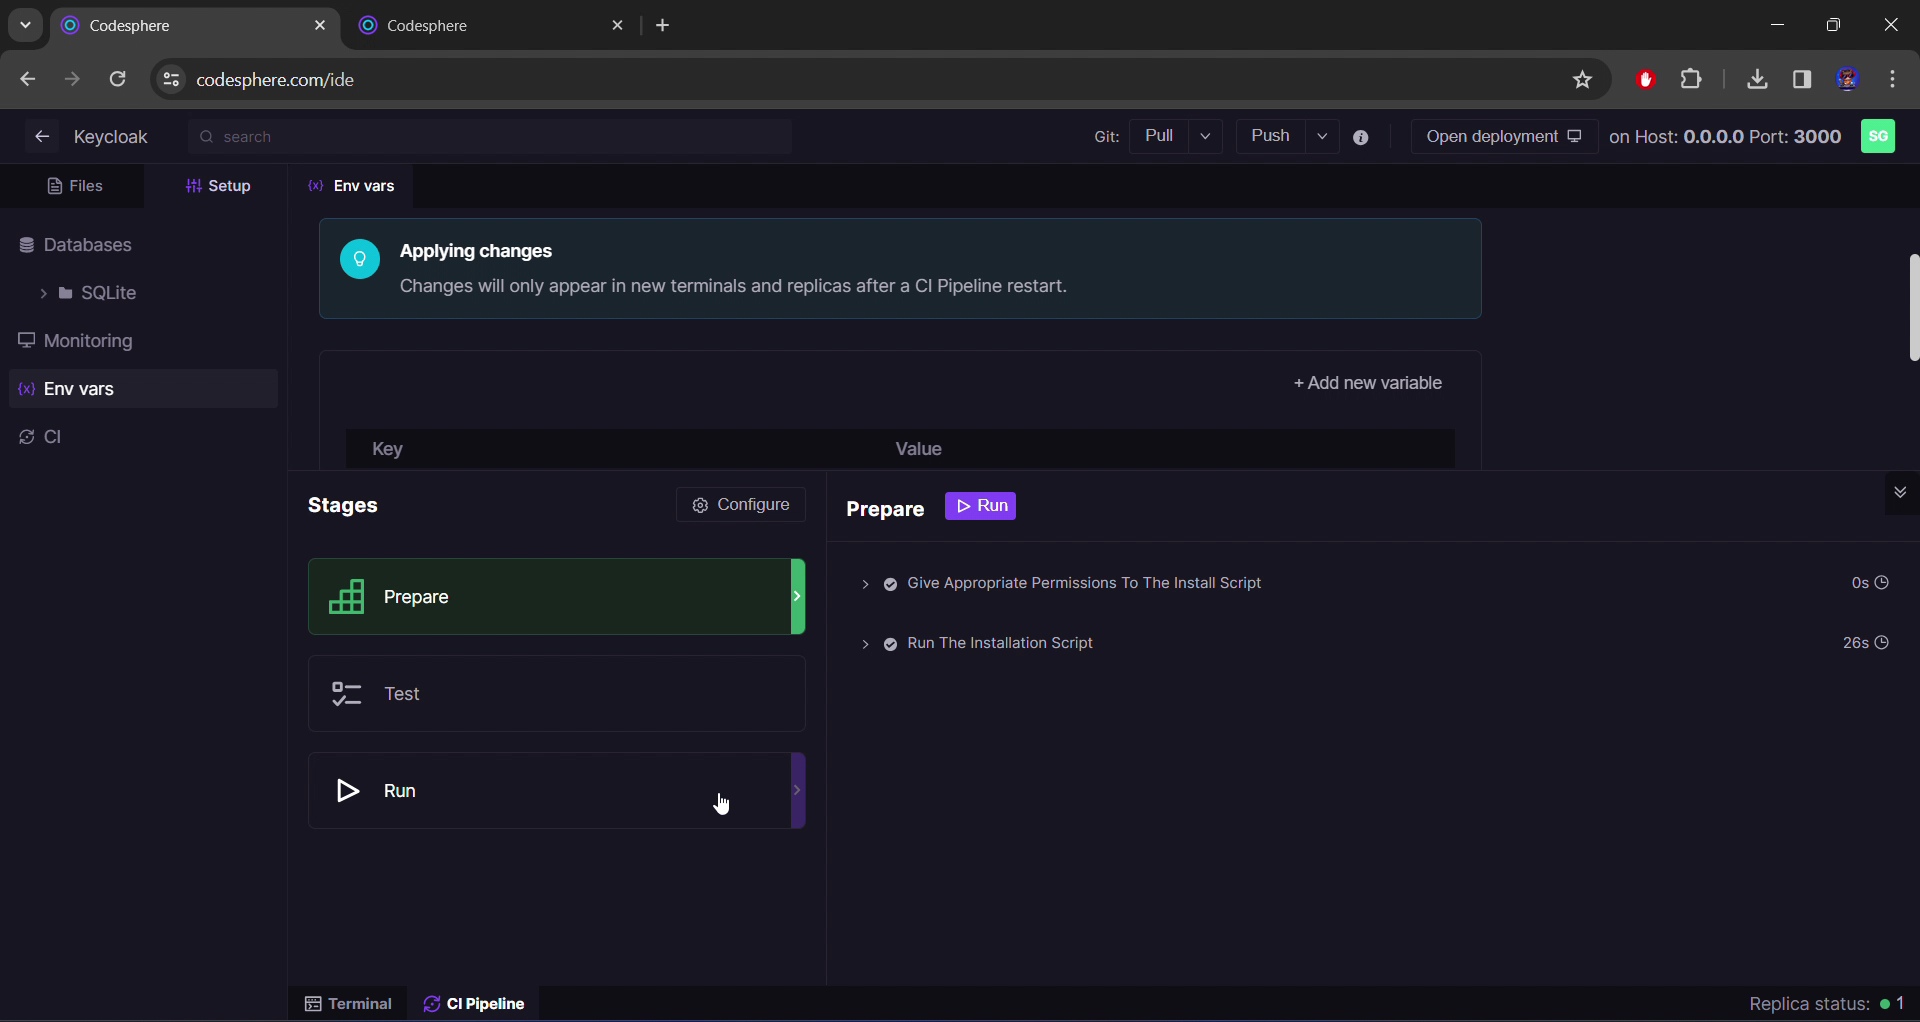 Codesphere
Codesphere
codesphere.com/ide
Keycloak
search
Git:
Pull
Push
Open deployment
on Host: 0.0.0.0 Port: 3000
SG
Files
Setup
{x} Env vars
Databases
SQLite
Monitoring
{x} Env vars
CI
Applying changes
Changes will only appear in new terminals and replicas after a CI Pipeline restart.
+ Add new variable
Key
Value
Stages
Configure
Prepare
Test
Run
Prepare
Run
Give Appropriate Permissions To The Install Script
0s
Run The Installation Script
26s
Terminal
CI Pipeline
Replica status: 1